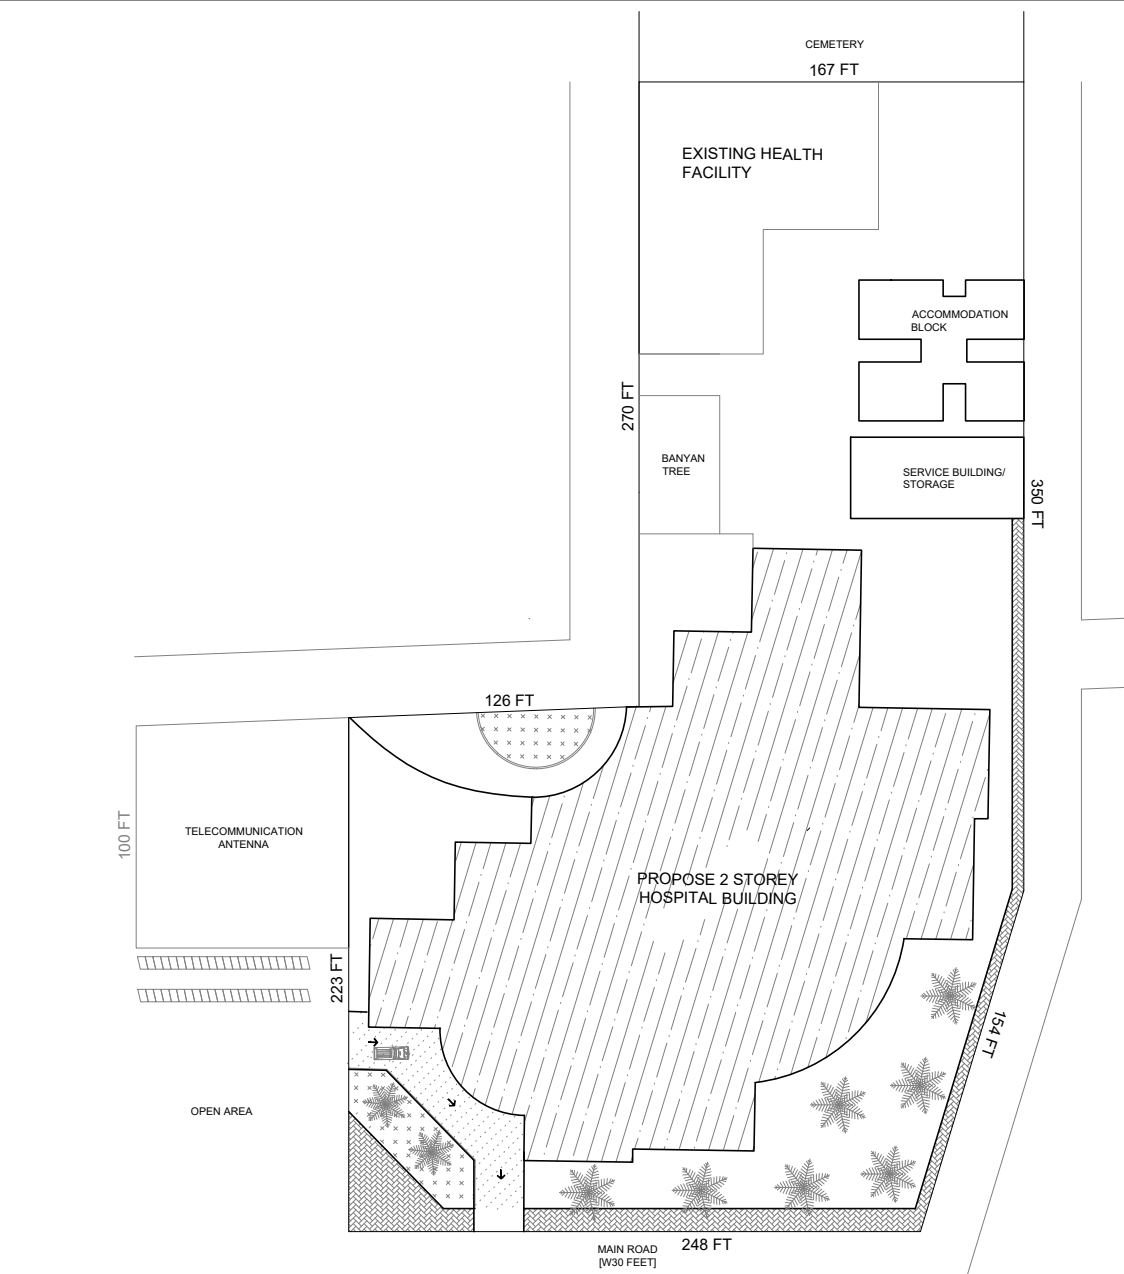 CEMETERY
167 FT
EXISTING HEALTH
FACILITY
ACCOMMODATION
BLOCK
270 FT
BANYAN
TREE
SERVICE BUILDING/
STORAGE
350 FT
126 FT
100 FT
TELECOMMUNICATION
ANTENNA
PROPOSE 2 STOREY
HOSPITAL BUILDING
223 FT
154 FT
OPEN AREA
MAIN ROAD
[W30 FEET]
248 FT